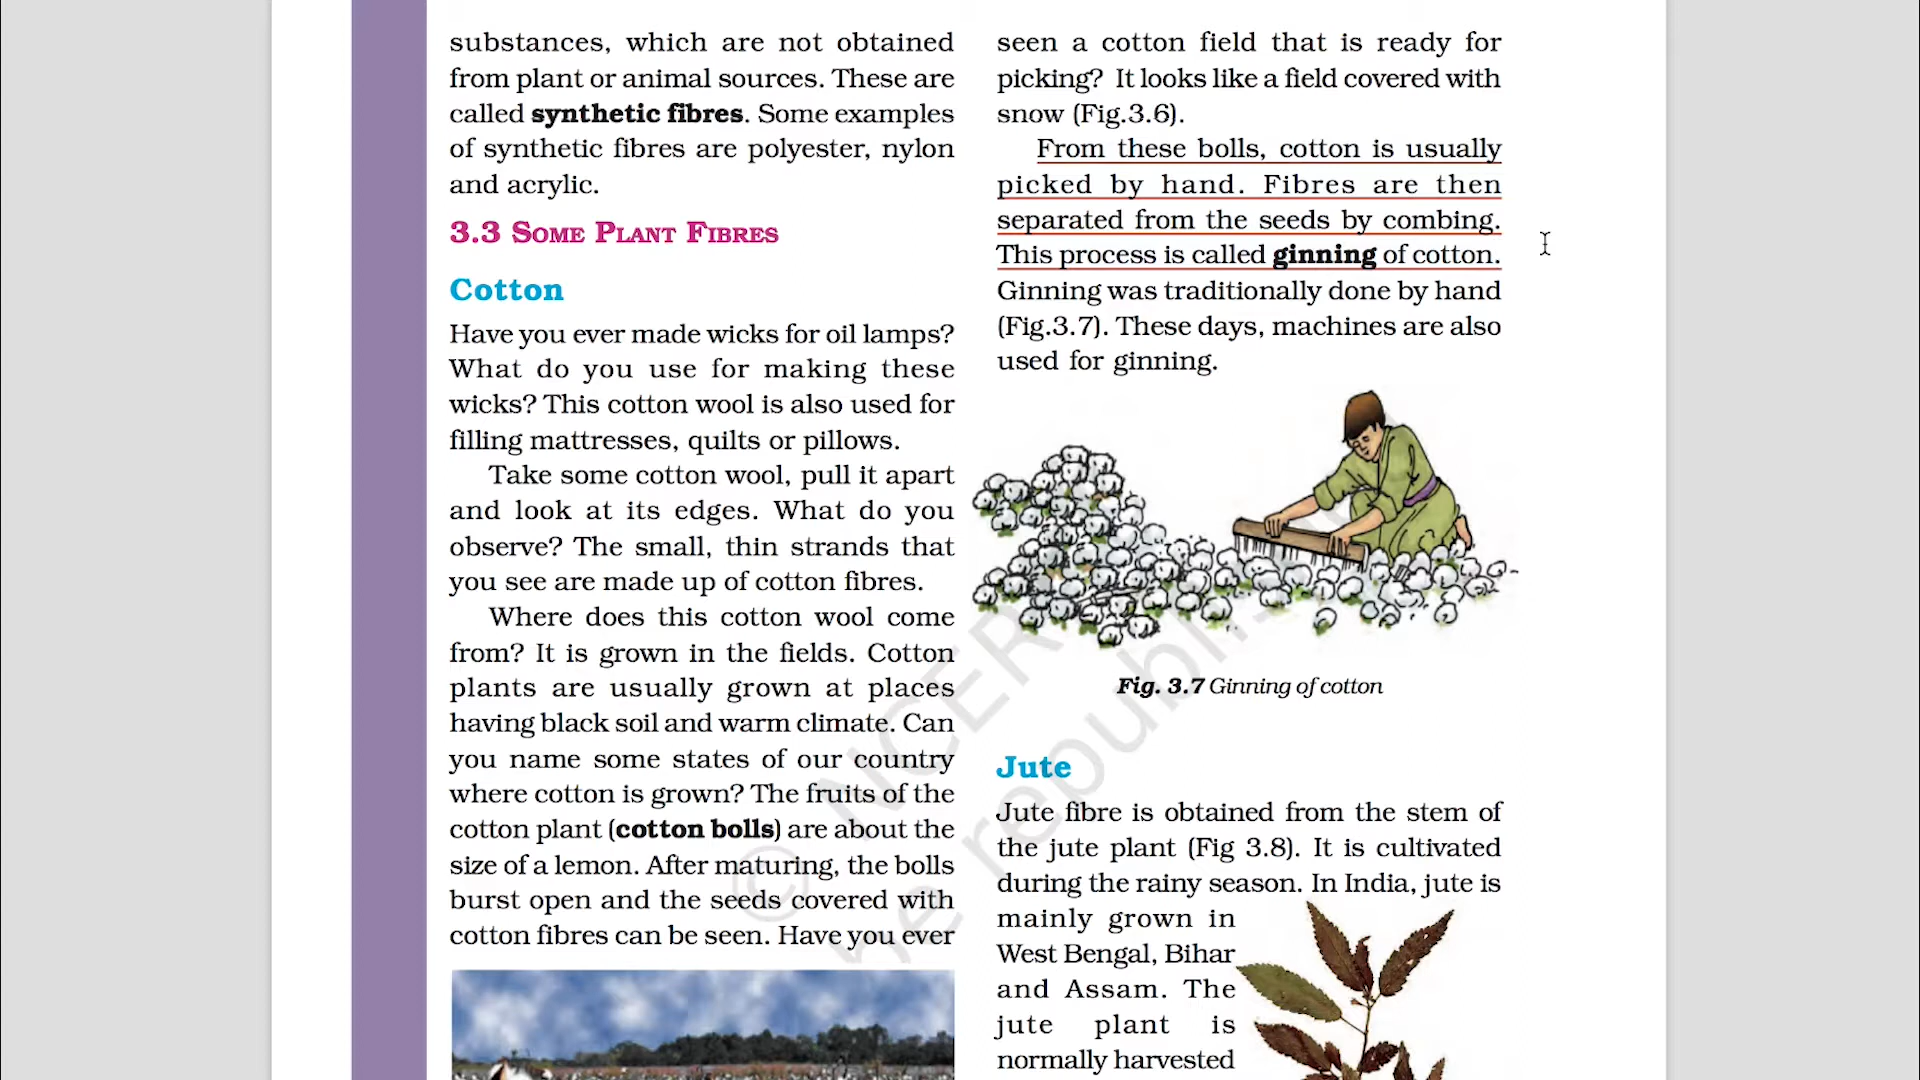 substances, which are not obtained
from plant or animal sources. These are
called synthetic fibres. Some examples
of synthetic fibres are polyester, nylon
and acrylic.
3.3 SOME PLANT FIBRES
Cotton
Have you ever made wicks for oil lamps?
What do you use for making these
wicks? This cotton wool is also used for
filling mattresses, quilts or pillows.
Take some cotton wool, pull it apart
and look at its edges. What do you
observe? The small, thin strands that
you see are made up of cotton fibres.
Where does this cotton wool come
from? It is grown in the fields. Cotton
plants are usually grown at places
having black soil and warm climate. Can
you name some states of our country
where cotton is grown? The fruits of the
cotton plant (cotton bolls) are about the
size of a lemon. After maturing, the bolls
burst open and the seeds covered with
cotton fibres can be seen. Have you ever
seen a cotton field that is ready for
picking? It looks like a field covered with
snow (Fig.3.6).
From these bolls, cotton is usually
picked by hand. Fibres are then
separated from the seeds by combing.
This process is called ginning of cotton.
Ginning was traditionally done by hand
(Fig.3.7). These days, machines are also
used for ginning.
Fig. 3.7 Ginning of cotton
Jute
Jute fibre is obtained from the stem of
the jute plant (Fig 3.8). It is cultivated
during the rainy season. In India, jute is
mainly grown in
West Bengal, Bihar
and Assam. The
jute plant is
normally harvested
© NCER
be republis